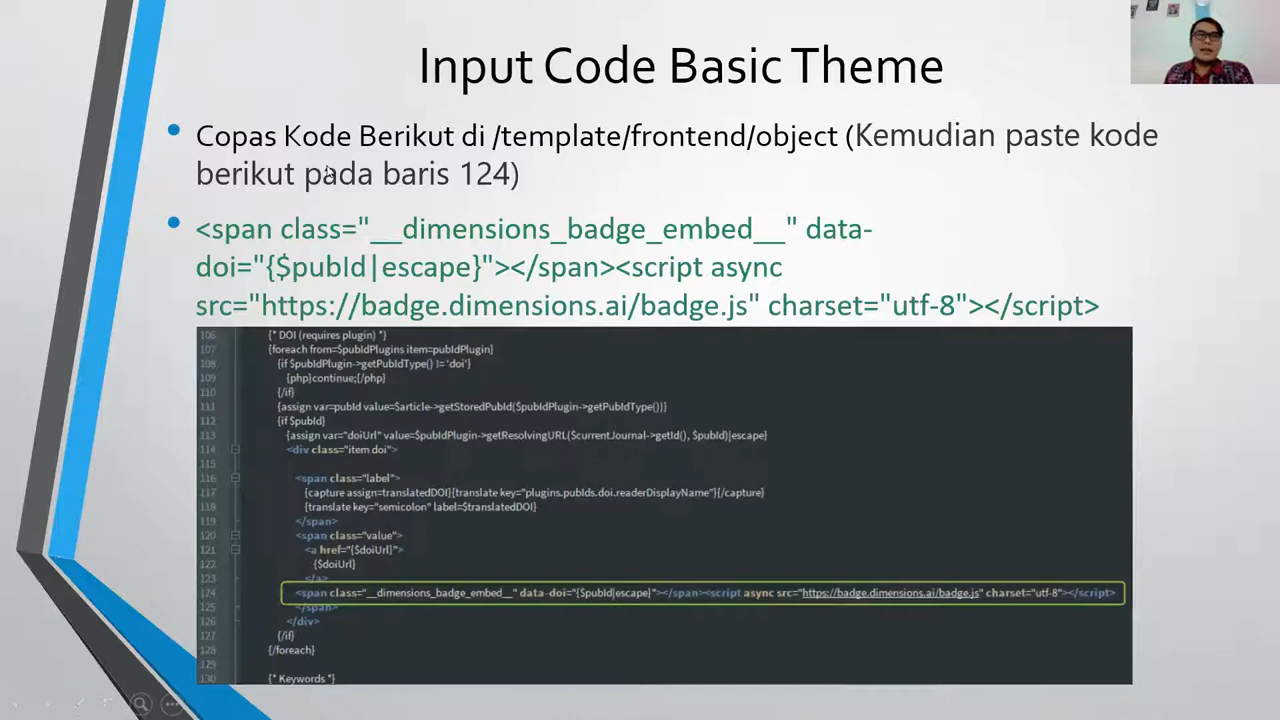 Input Code Basic Theme
Copas Kode Berikut di /template/frontend/object (Kemudian paste kode
berikut pada baris 124)
<span class="__dimensions_badge_embed__" data-
doi="{$pubId|escape}"></span><script async
src="https://badge.dimensions.ai/badge.js" charset="utf-8"></script>
106 {* DOI (requires plugin) *}
107 {foreach from=$pubIdPlugins item=pubIdPlugin}
108 {if $pubIdPlugin->getPubIdType() != 'doi'}
109 {php}continue;{/php}
110 {/if}
111 {assign var=pubId value=$article->getStoredPubId($pubIdPlugin->getPubIdType())}
112 {if $pubId}
113 {assign var="doiUrl" value=$pubIdPlugin->getResolvingURL($currentJournal->getId(), $pubId)|escape}
114 <div class="item doi">
115
116 <span class="label">
117 {capture assign=translatedDOI}{translate key="plugins.pubIds.doi.readerDisplayName"}{/capture}
118 {translate key="semicolon" label=$translatedDOI}
119 </span>
120 <span class="value">
121 <a href="{$doiUrl}">
122 {$doiUrl}
123 </a>
124 <span class="__dimensions_badge_embed__" data-doi="{$pubId|escape}"></span><script async src="https://badge.dimensions.ai/badge.js" charset="utf-8"></script>
125 </span>
126 </div>
127 {/if}
128 {/foreach}
129
130 {* Keywords *}